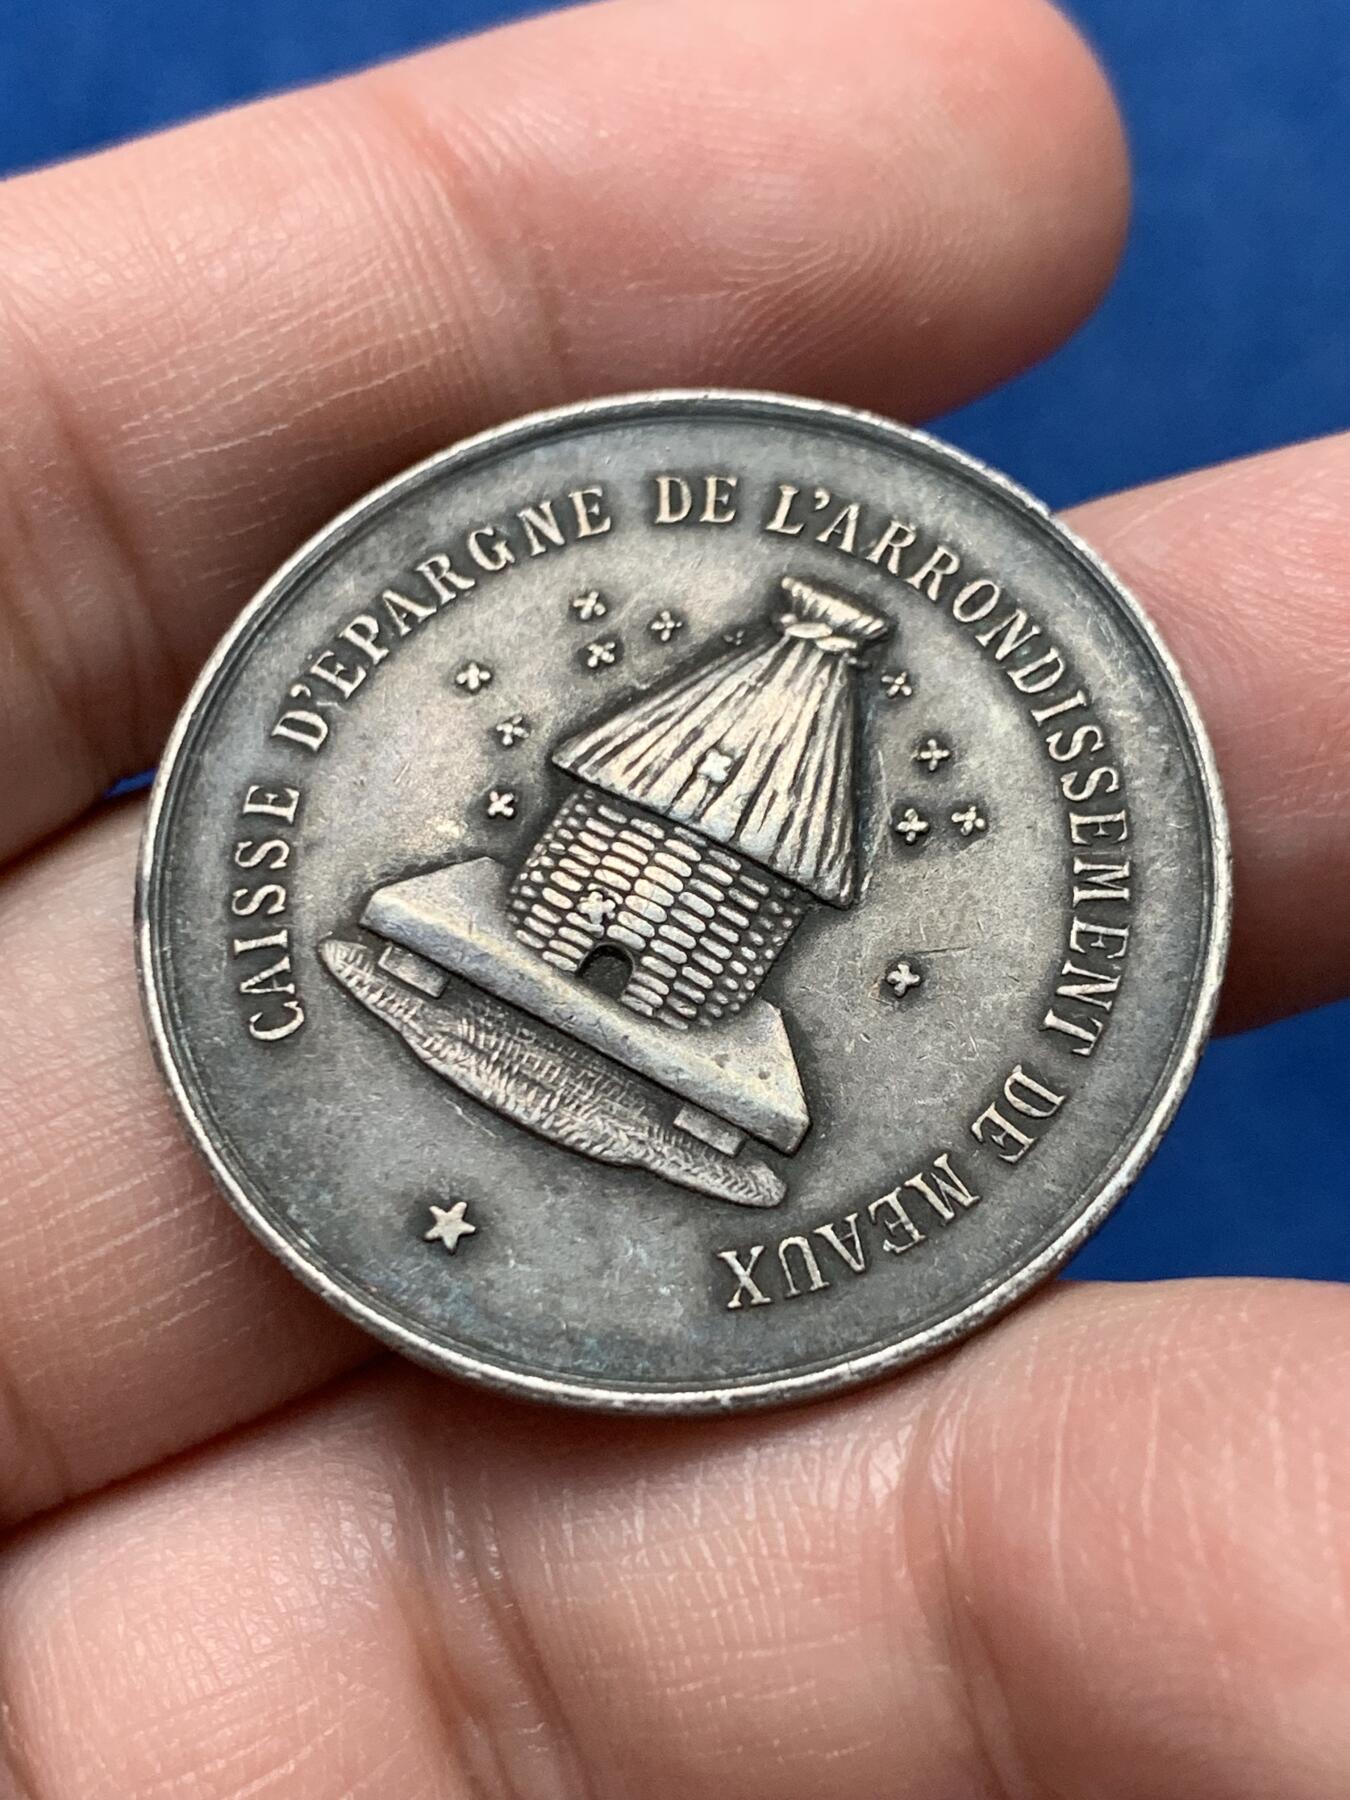 CAISSE D'EPARGNE DE L'ARRONDISSEMENT DE MEAUX